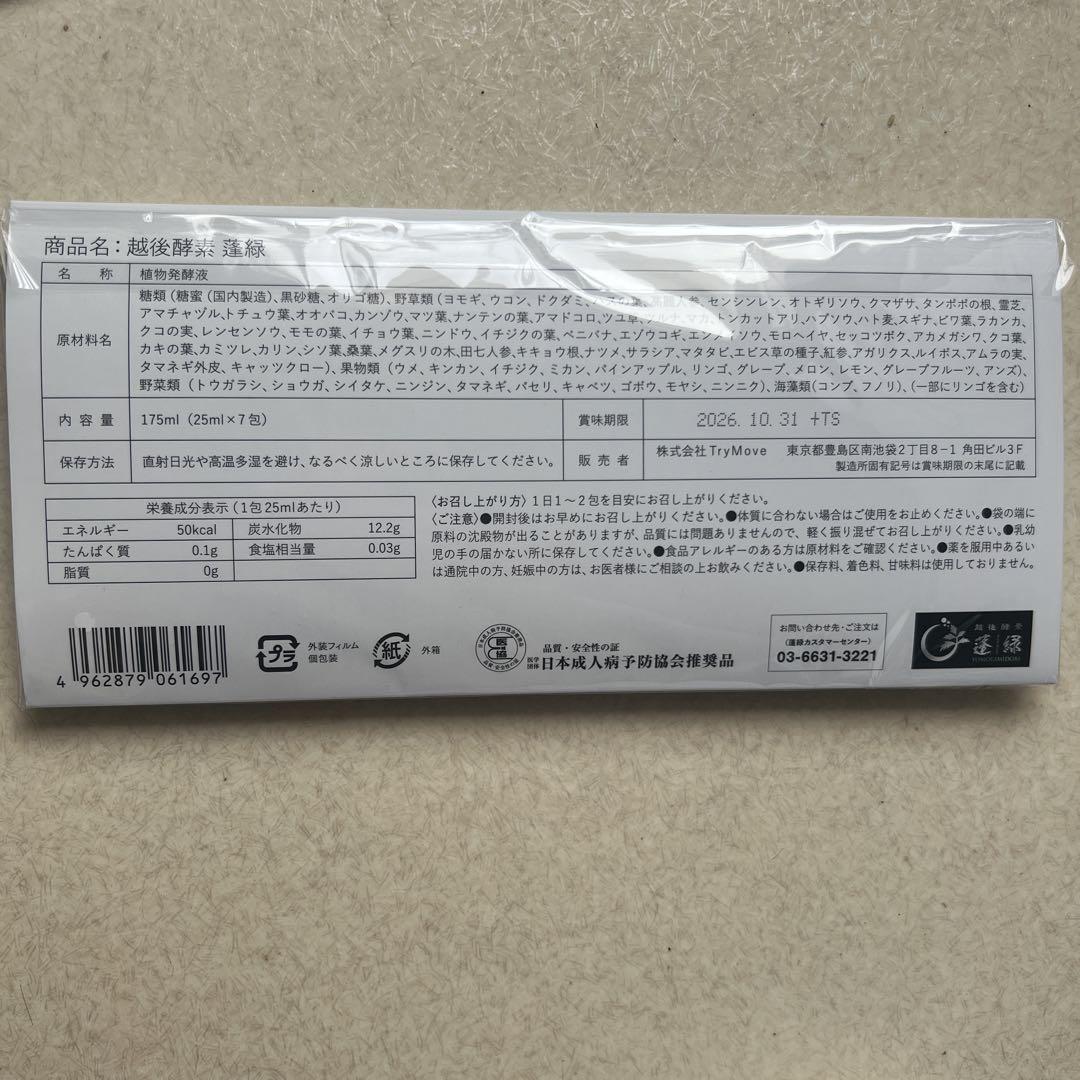 商品名：越後酵素 蓬緑
名 称 植物発酵液
原材料名
糖類（糖蜜（国内製造）、黒砂糖、オリゴ糖）、野草類（ヨモギ、ウコン、ドクダミ、の葉、高麗人参、センシンレン、オトギリソウ、クマザサ、タンポポの根、霊芝、
アマチャヅル、トチュウ葉、オオバコ、カンゾウ、マツ葉、ナンテンの葉、アマドコロ、ツユ草、ツルナ、マカ、トンカットアリ、ハブソウ、ハト麦、スギナ、ビワ葉、ラカンカ、
クコの実、レンセンソウ、モモの葉、イチョウ葉、ニンドウ、イチジクの葉、ベニバナ、エゾウコギ、エンメイソウ、モロヘイヤ、セッコツボク、アカメガシワ、クコ葉、
カキの葉、カミツレ、カリン、シソ葉、桑葉、メグスリの木、田七人参、キキョウ根、ナツメ、サラシア、マタタビ、エビス草の種子、紅参、アガリクス、ルイボス、アムラの実、
タマネギ外皮、キャッツクロー）、果物類（ウメ、キンカン、イチジク、ミカン、パインアップル、リンゴ、グレープ、メロン、レモン、グレープフルーツ、アンズ）、
野菜類（トウガラシ、ショウガ、シイタケ、ニンジン、タマネギ、パセリ、キャベツ、ゴボウ、モヤシ、ニンニク）、海藻類（コンブ、フノリ）、（一部にリンゴを含む）
内 容 量 175ml（25ml×7包） 賞味期限 2026.10.31 +TS
保存方法 直射日光や高温多湿を避け、なるべく涼しいところに保存してください。 販 売 者 株式会社TryMove 東京都豊島区南池袋2丁目8−1 角田ビル3F
製造所固有記号は賞味期限の末尾に記載
栄養成分表示（1包25mlあたり）
エネルギー 50kcal 炭水化物 12.2g
たんぱく質 0.1g 食塩相当量 0.03g
脂質 0g
〈お召し上がり方〉1日1〜2包を目安にお召し上がりください。
〈ご注意〉●開封後はお早めにお召し上がりください。●体質に合わない場合はご使用をお止めください。●袋の端に
原料の沈殿物が出ることがありますが、品質には問題ありませんので、軽く振り混ぜてお召し上がりください。●乳幼
児の手の届かない所に保存してください。●食品アレルギーのある方は原材料をご確認ください。●薬を服用中あるい
は通院中の方、妊娠中の方は、お医者様にご相談の上お飲みください。●保存料、着色料、甘味料は使用しておりません。
4 962879 061697
プラ 外装フィルム
個包装
紙 外箱
品質・安全性の証
医学団体 日本成人病予防協会推奨品
お問い合わせ先・ご注文は
（蓬緑カスタマーセンター）
03-6631-3221
越後酵素
蓬緑
YOMOGIMIDORI